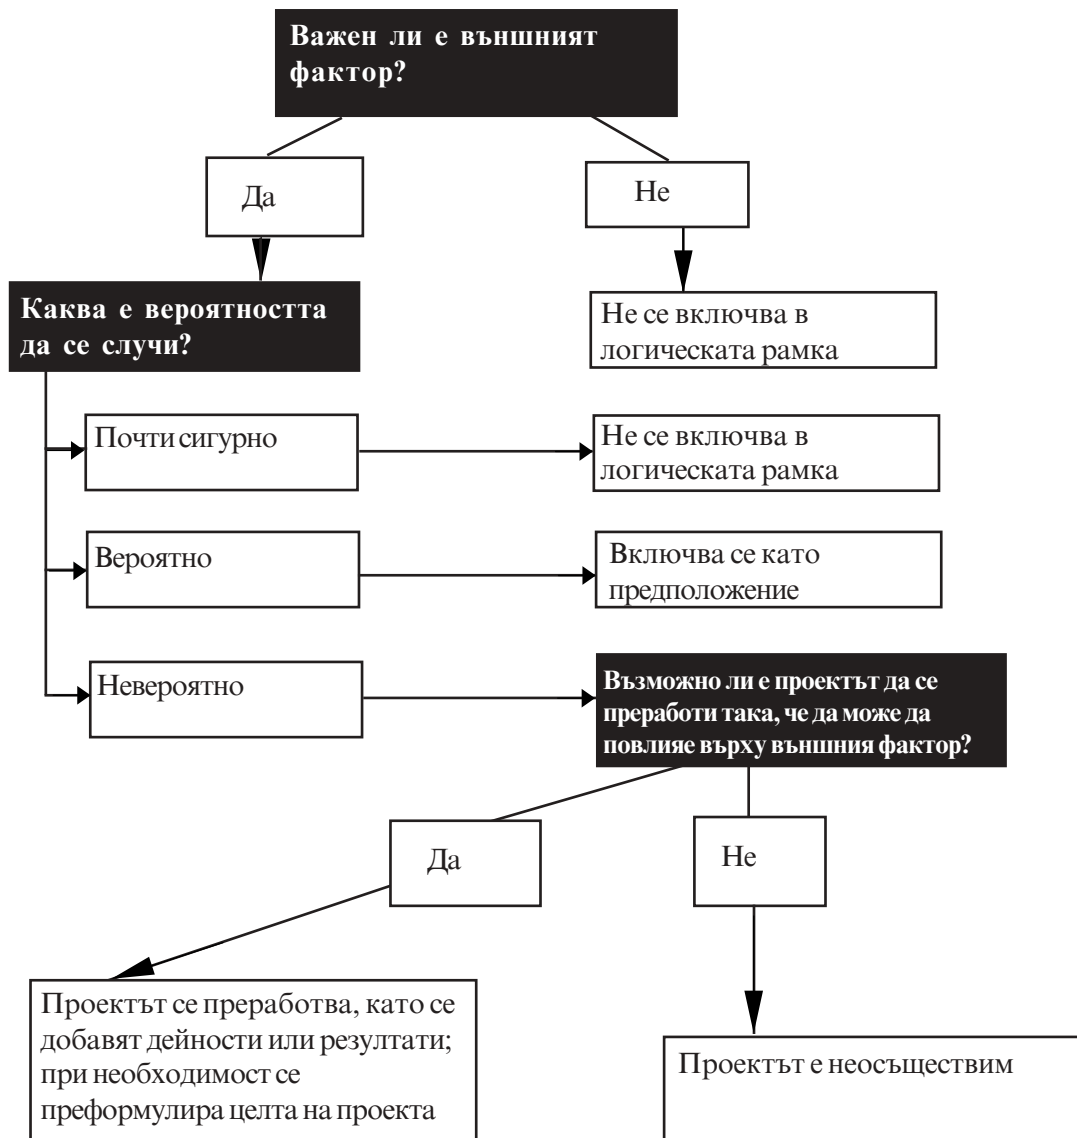 Важен ли е външният
фактор?
Да
Не
Каква е вероятността
да се случи?
Не се включва в
логическата рамка
Почти сигурно
Не се включва в
логическата рамка
Вероятно
Включва се като
предположение
Невероятно
Възможно ли е проектът да се
преработи така, че да може да
повлияе върху външния фактор?
Да
Не
Проектът се преработва, като се
добавят дейности или резултати;
при необходимост се
преформулира целта на проекта
Проектът е неосъществим